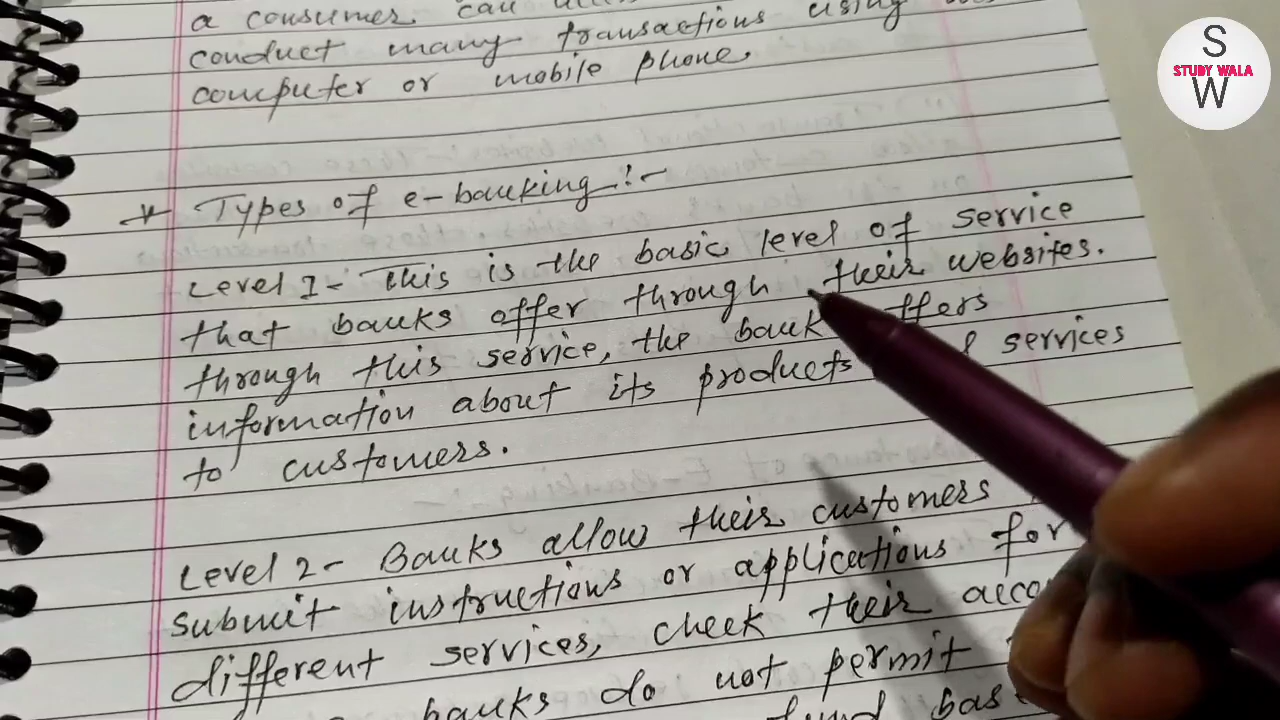 a consumer can
conduct many transactions using
computer or mobile phone.
* Types of e-banking :-
Level 1 - This is the basic level of service
that banks offer through their websites.
through this service, the bank offers
information about its products services
to customers.
Level 2 - Banks allow their customers
submit instructions or applications for
different services, check their
banks do not permit
fund bas
S
STUDY WALA
W